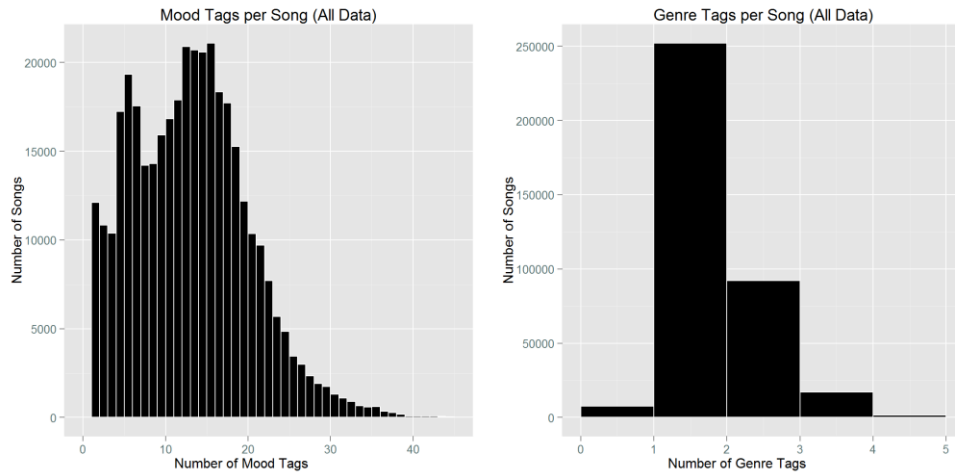 Mood Tags per Song (All Data)
20000
15000
10000
5000
0
Number of Songs
0 10 20 30 40
Number of Mood Tags
Genre Tags per Song (All Data)
250000
200000
150000
100000
50000
0
Number of Songs
0 1 2 3 4 5
Number of Genre Tags